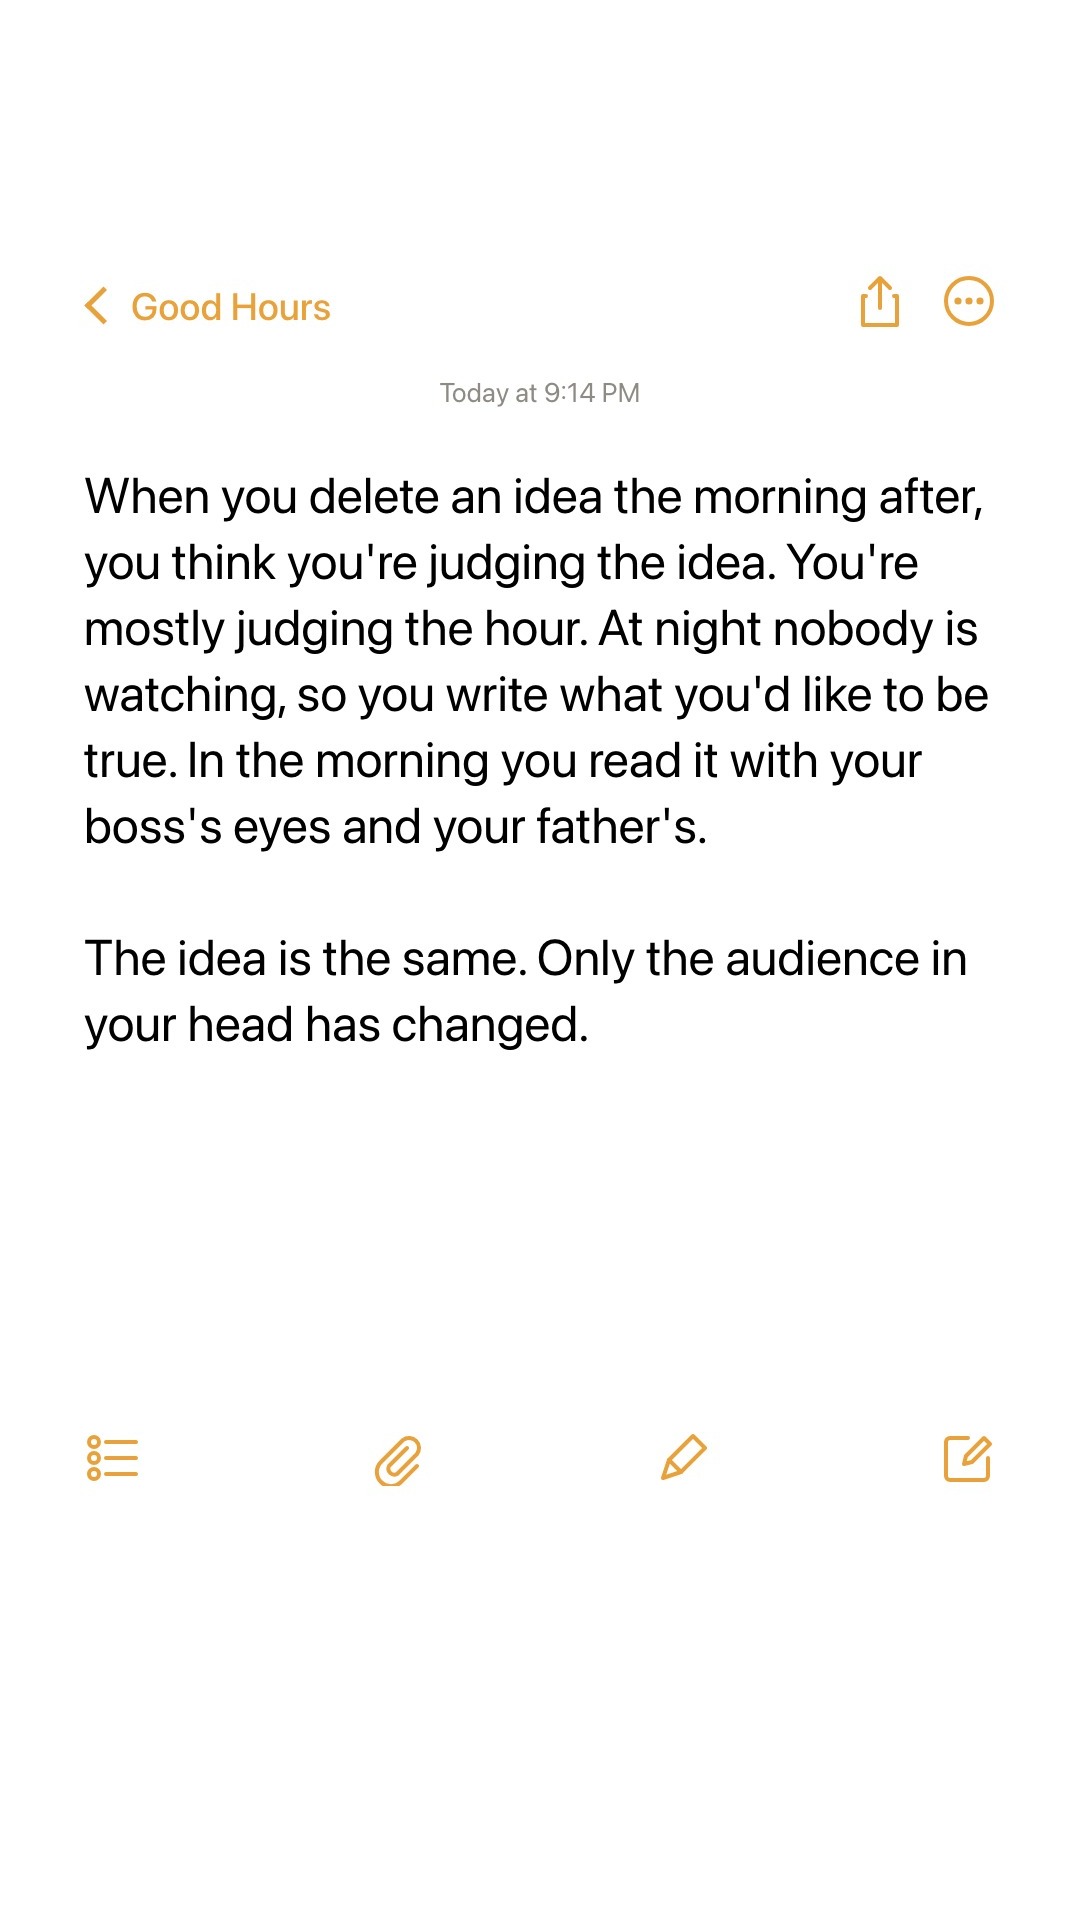 Good Hours
Today at 9:14 PM
When you delete an idea the morning after,
you think you're judging the idea. You're
mostly judging the hour. At night nobody is
watching, so you write what you'd like to be
true. In the morning you read it with your
boss's eyes and your father's.
The idea is the same. Only the audience in
your head has changed.